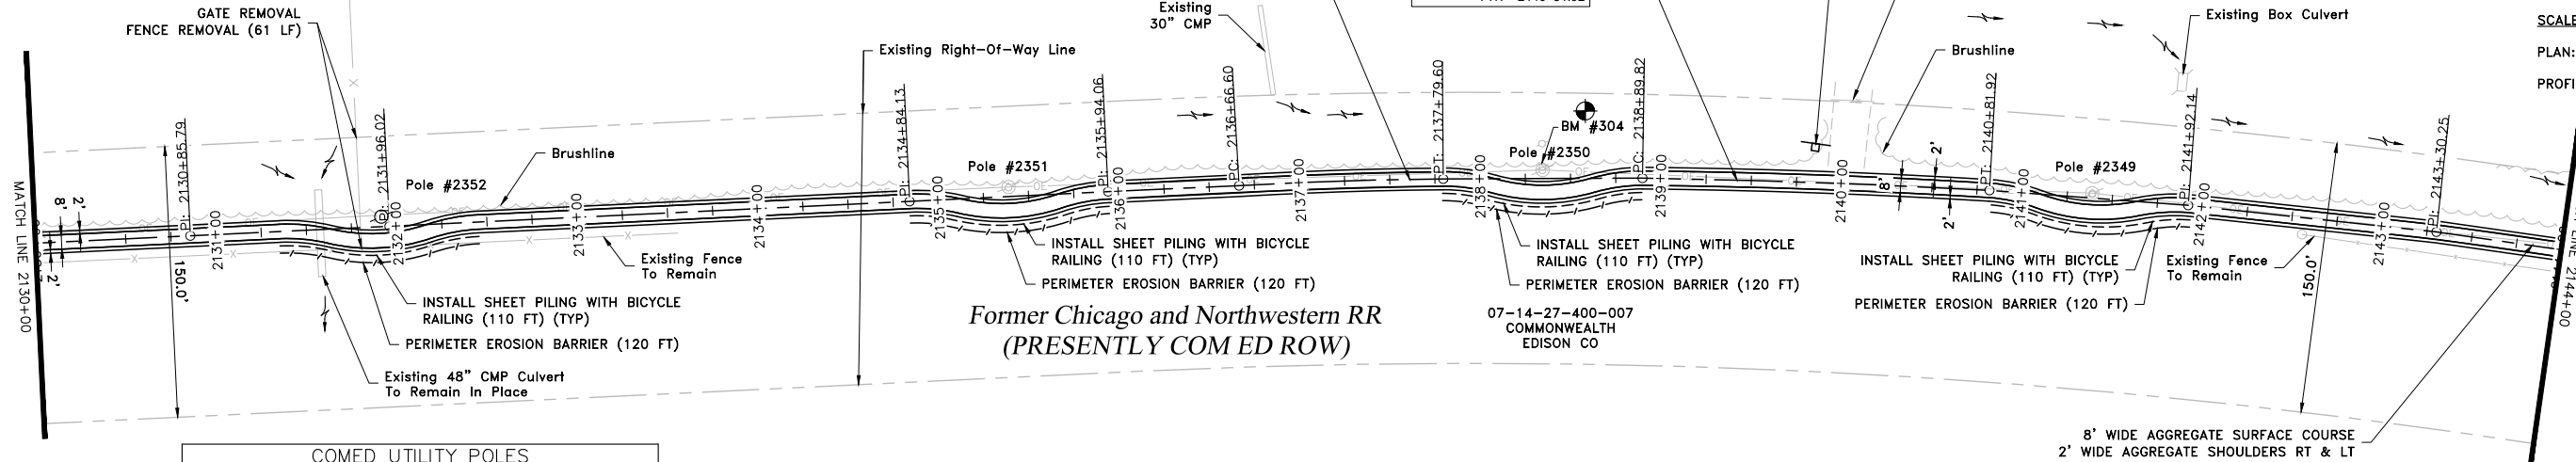 GATE REMOVAL
FENCE REMOVAL (61 LF)
Existing
30" CMP
Existing Right-Of-Way Line
Existing Box Culvert
Brushline
SCALE
PLAN:
PROFI
MATCH LINE 2130+00
8'
2'
2'
150.0'
PI: 2130+85.79
2131+00
PI: 2131+96.02
2132+00
Pole #2352
Brushline
2133+00
2134+00
PI: 2134+84.13
2135+00
Pole #2351
PI: 2135+94.06
2136+00
PC: 2136+66.60
2137+00
PT: 2137+79.60
2138+00
BM #304
Pole #2350
PC: 2138+89.82
2139+00
2140+00
8'
2'
2'
PT: 2140+81.92
2141+00
Pole #2349
PI: 2141+92.14
2142+00
2143+00
PI: 2143+30.25
150.0'
LINE 2144+00
OE
Existing Fence
To Remain
INSTALL SHEET PILING WITH BICYCLE
RAILING (110 FT) (TYP)
PERIMETER EROSION BARRIER (120 FT)
Existing 48" CMP Culvert
To Remain In Place
INSTALL SHEET PILING WITH BICYCLE
RAILING (110 FT) (TYP)
PERIMETER EROSION BARRIER (120 FT)
Former Chicago and Northwestern RR
(PRESENTLY COM ED ROW)
INSTALL SHEET PILING WITH BICYCLE
RAILING (110 FT) (TYP)
PERIMETER EROSION BARRIER (120 FT)
07-14-27-400-007
COMMONWEALTH
EDISON CO
INSTALL SHEET PILING WITH BICYCLE
RAILING (110 FT) (TYP)
PERIMETER EROSION BARRIER (120 FT)
Existing Fence
To Remain
8' WIDE AGGREGATE SURFACE COURSE
2' WIDE AGGREGATE SHOULDERS RT & LT
COMED UTILITY POLES